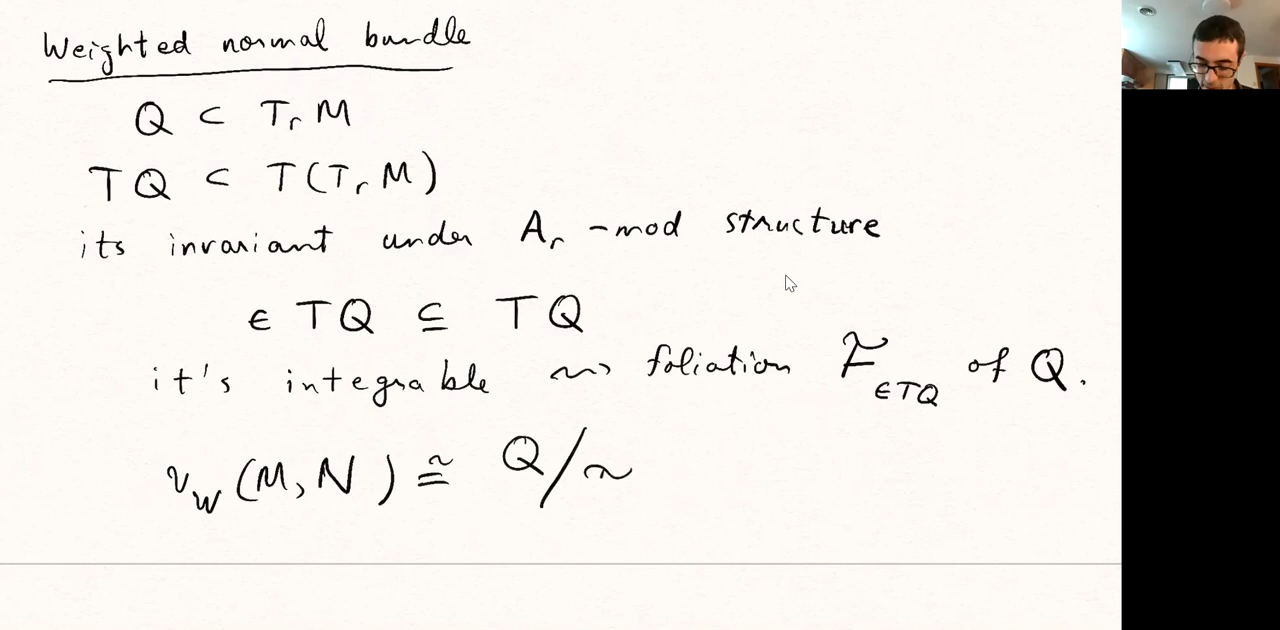 Weighted normal bundle
Q ⊂ T_r M
TQ ⊂ T(T_r M)
its invariant under A_r -mod structure
ϵ TQ ⊆ TQ
it's integrable ⇝ foliation F_{ϵTQ} of Q.
ν_W (M, N) ≅ Q/~